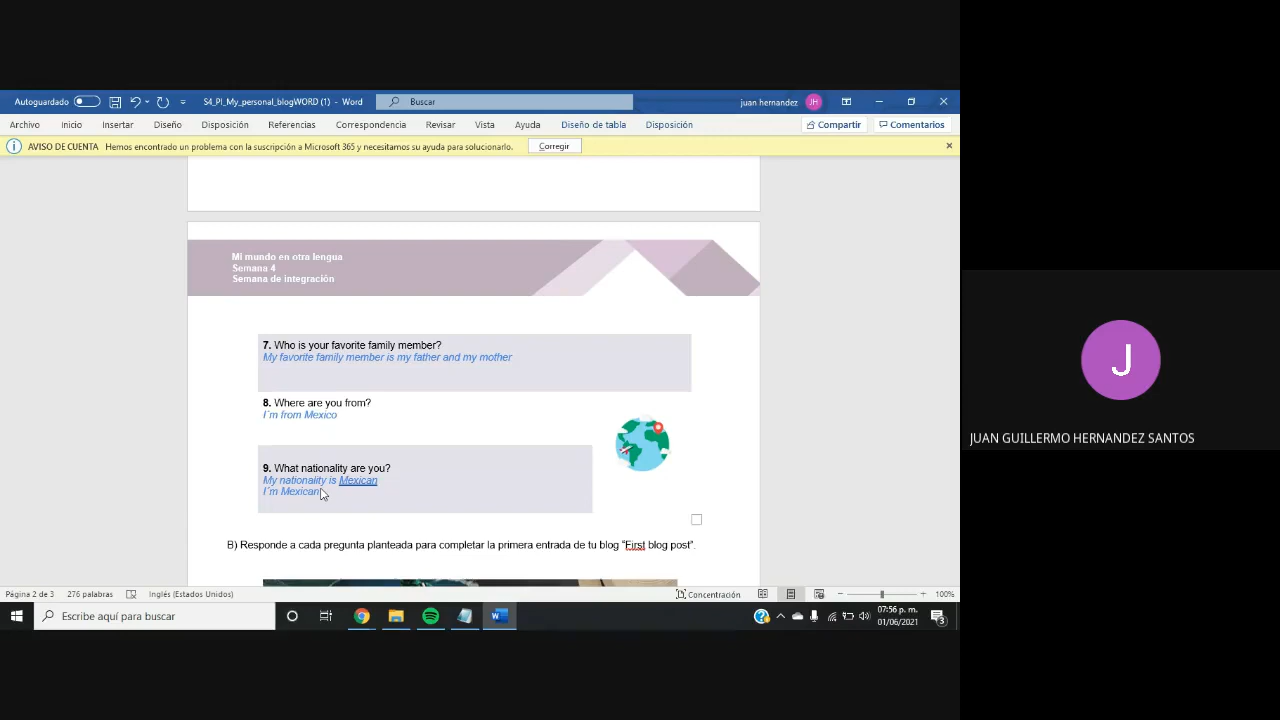 Autoguardado
S4_PI_My_personal_blogWORD (1) - Word
Buscar
juan hernandez
JH
Archivo Inicio Insertar Diseño Disposición Referencias Correspondencia Revisar Vista Ayuda Diseño de tabla Disposición Compartir Comentarios
AVISO DE CUENTA Hemos encontrado un problema con la suscripción a Microsoft 365 y necesitamos su ayuda para solucionarlo. Corregir
Mi mundo en otra lengua
Semana 4
Semana de integración
7. Who is your favorite family member?
My favorite family member is my father and my mother
8. Where are you from?
I´m from Mexico
9. What nationality are you?
My nationality is Mexican
I´m Mexican
B) Responde a cada pregunta planteada para completar la primera entrada de tu blog “First blog post”.
J
JUAN GUILLERMO HERNANDEZ SANTOS
Página 2 de 3 276 palabras Inglés (Estados Unidos) Concentración 100%
Escribe aquí para buscar
07:56 p. m.
01/06/2021
3